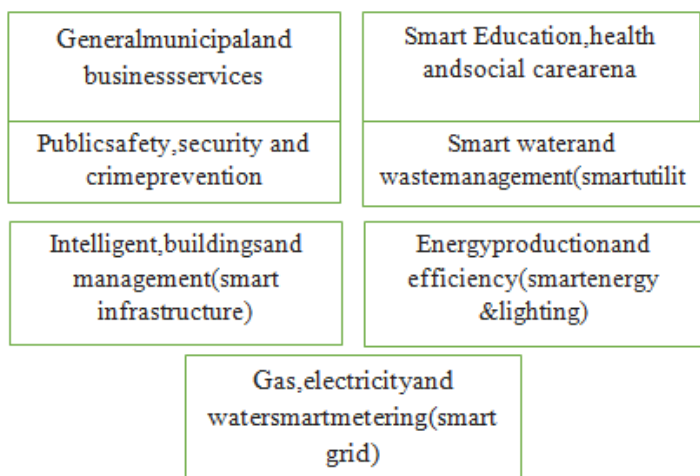 Generalmunicipaland
businessservices
Smart Education,health
andsocial carearena
Publicsafety,security and
crimeprevention
Smart waterand
wastemanagement(smartutilit
Intelligent,buildingsand
management(smart
infrastructure)
Energyproductionand
efficiency(smartenergy
&lighting)
Gas,electricityand
watersmartmetering(smart
grid)